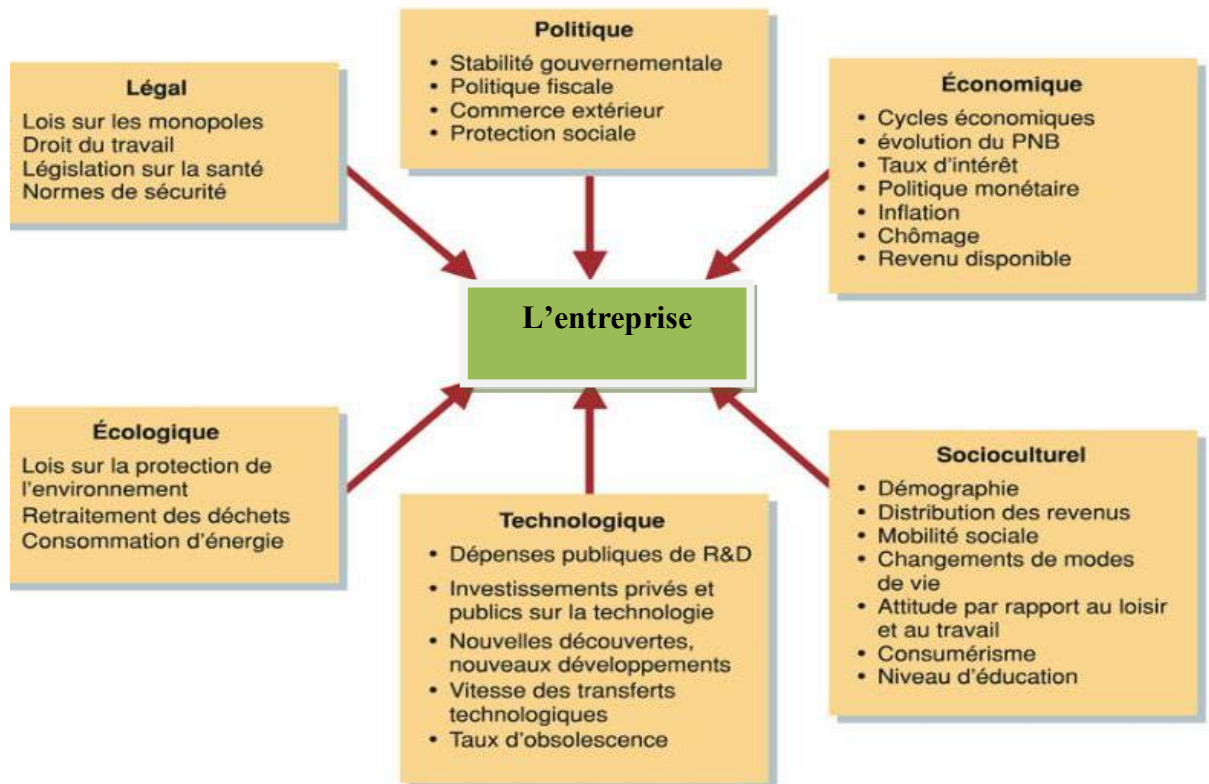 Politique
• Stabilité gouvernementale
• Politique fiscale
• Commerce extérieur
• Protection sociale
Légal
Lois sur les monopoles
Droit du travail
Législation sur la santé
Normes de sécurité
Économique
• Cycles économiques
• évolution du PNB
• Taux d'intérêt
• Politique monétaire
• Inflation
• Chômage
• Revenu disponible
L'entreprise
Écologique
Lois sur la protection de
l'environnement
Retraitement des déchets
Consommation d'énergie
Technologique
• Dépenses publiques de R&D
• Investissements privés et
publics sur la technologie
• Nouvelles découvertes,
nouveaux développements
• Vitesse des transferts
technologiques
• Taux d'obsolescence
Socioculturel
• Démographie
• Distribution des revenus
• Mobilité sociale
• Changements de modes
de vie
• Attitude par rapport au loisir
et au travail
• Consumérisme
• Niveau d'éducation